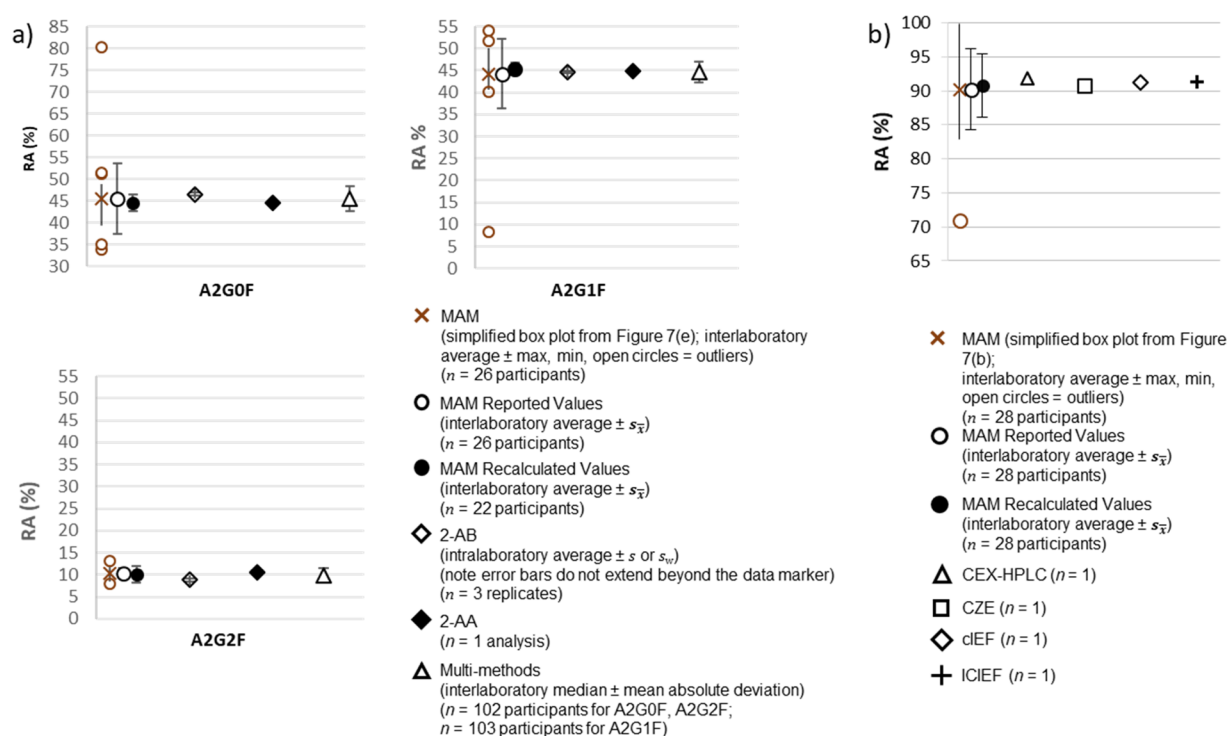 a)
RA (%)
85
80
75
70
65
60
55
50
45
40
35
30
A2G0F
RA %
55
50
45
40
35
30
25
20
15
10
5
0
A2G1F
b)
RA (%)
100
95
90
85
80
75
70
65
RA (%)
55
50
45
40
35
30
25
20
15
10
5
0
A2G2F
MAM
(simplified box plot from Figure 7(e); interlaboratory
average ± max, min, open circles = outliers)
(n = 26 participants)
MAM Reported Values
(interlaboratory average ± s_x̄)
(n = 26 participants)
MAM Recalculated Values
(interlaboratory average ± s_x̄)
(n = 22 participants)
2-AB
(intralaboratory average ± s or s_w)
(note error bars do not extend beyond the data marker)
(n = 3 replicates)
2-AA
(n = 1 analysis)
Multi-methods
(interlaboratory median ± mean absolute deviation)
(n = 102 participants for A2G0F, A2G2F;
n = 103 participants for A2G1F)
MAM (simplified box plot from Figure
7(b);
interlaboratory average ± max, min,
open circles = outliers)
(n = 28 participants)
MAM Reported Values
(interlaboratory average ± s_x̄)
(n = 28 participants)
MAM Recalculated Values
(interlaboratory average ± s_x̄)
(n = 28 participants)
CEX-HPLC (n = 1)
CZE (n = 1)
cIEF (n = 1)
ICIEF (n = 1)